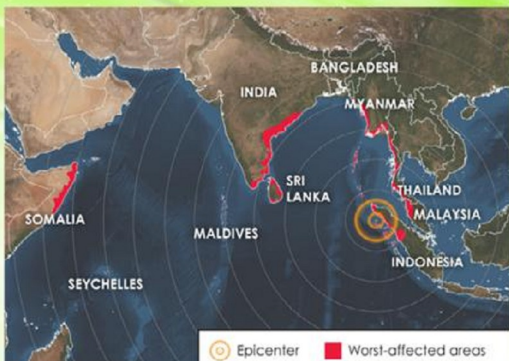 BANGLADESH
INDIA
MYANMAR
SRI
LANKA
THAILAND
MALAYSIA
SOMALIA
MALDIVES
INDONESIA
SEYCHELLES
Epicenter
Worst-affected areas